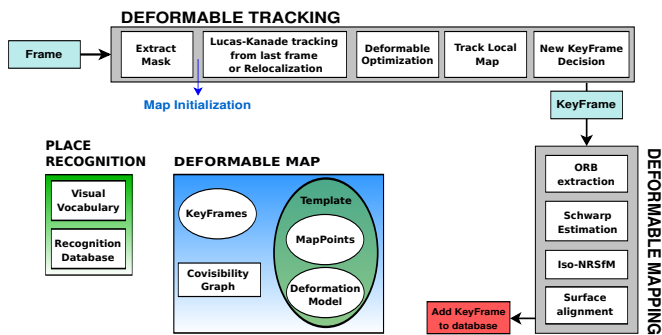 DEFORMABLE TRACKING
Frame
Extract
Mask
Lucas-Kanade tracking
from last frame
or Relocalization
Deformable
Optimization
Track Local
Map
New KeyFrame
Decision
Map Initialization
KeyFrame
PLACE
RECOGNITION
Visual
Vocabulary
Recognition
Database
DEFORMABLE MAP
KeyFrames
Covisibility
Graph
Template
MapPoints
Deformation
Model
DEFORMABLE MAPPING
ORB
extraction
Schwarp
Estimation
Iso-NRSfM
Surface
alignment
Add KeyFrame
to database